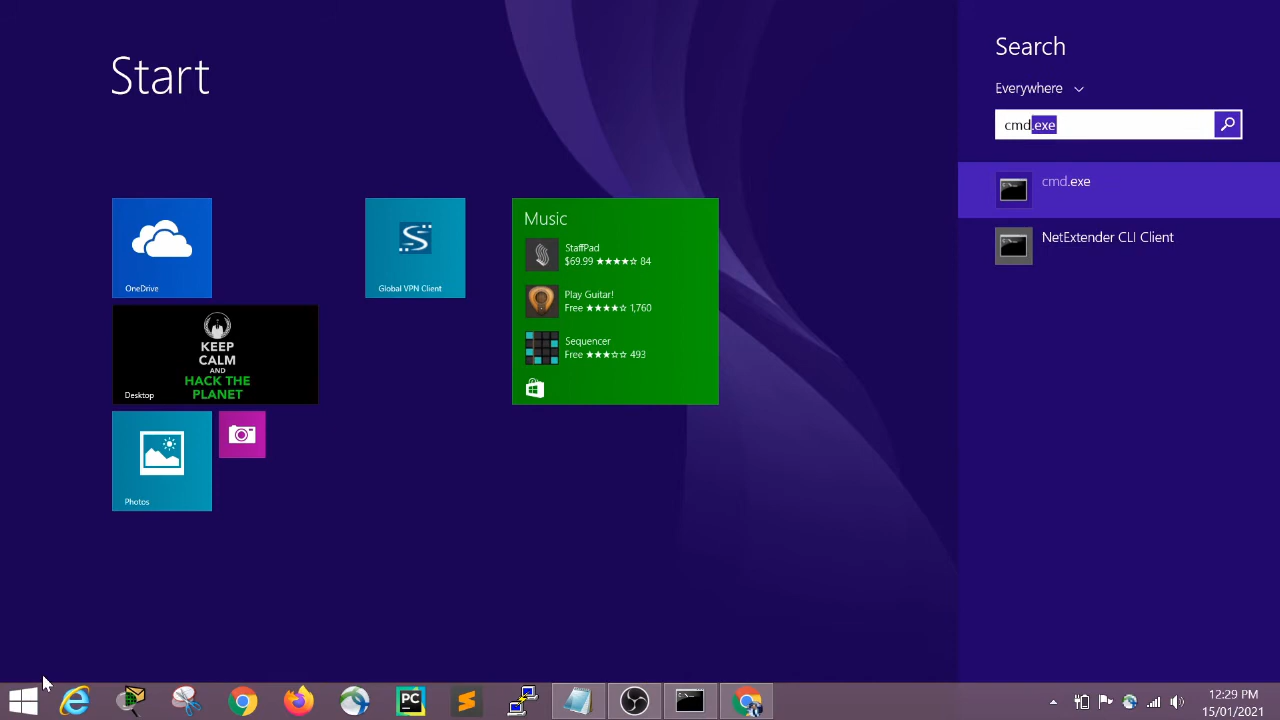 Start
OneDrive
KEEP
CALM
AND
HACK THE
PLANET
Desktop
Photos
Global VPN Client
Music
StaffPad
$69.99 ★★★★☆ 84
Play Guitar!
Free ★★★★☆ 1,760
Sequencer
Free ★★★☆☆ 493
Search
Everywhere
cmd.exe
cmd.exe
NetExtender CLI Client
PC
12:29 PM
15/01/2021